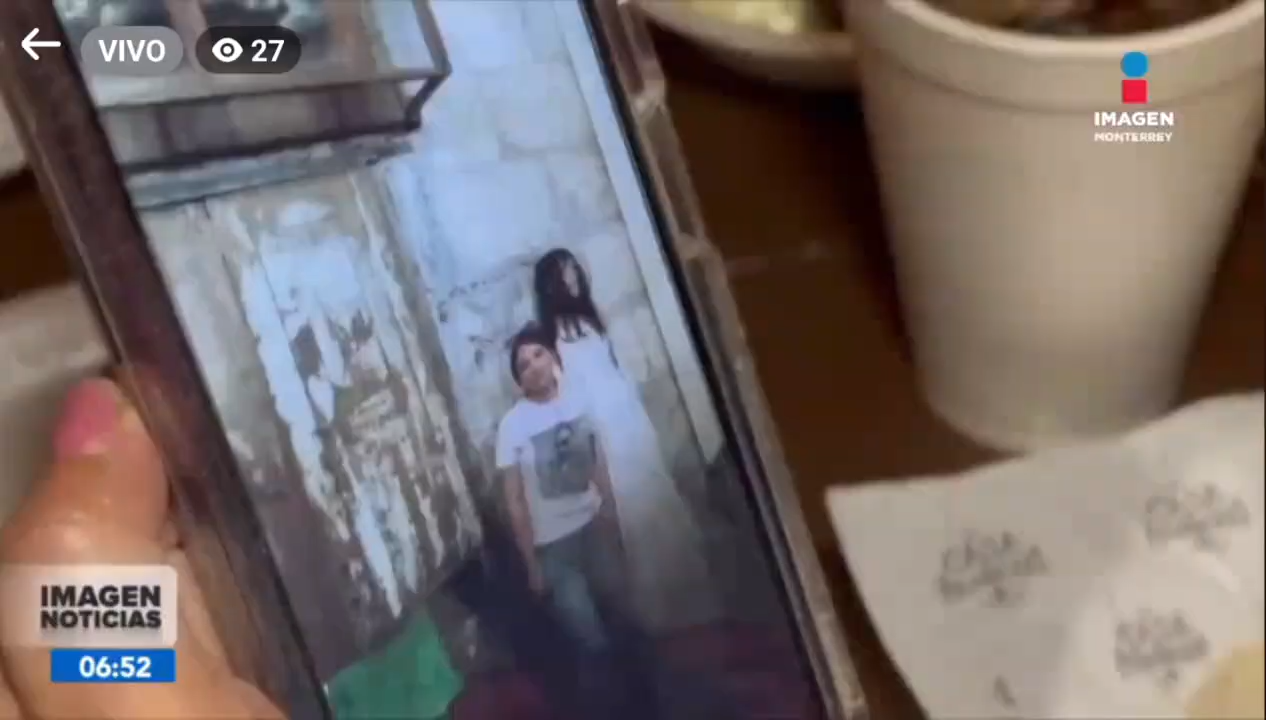 VIVO
27
IMAGEN
MONTERREY
IMAGEN
NOTICIAS
06:52